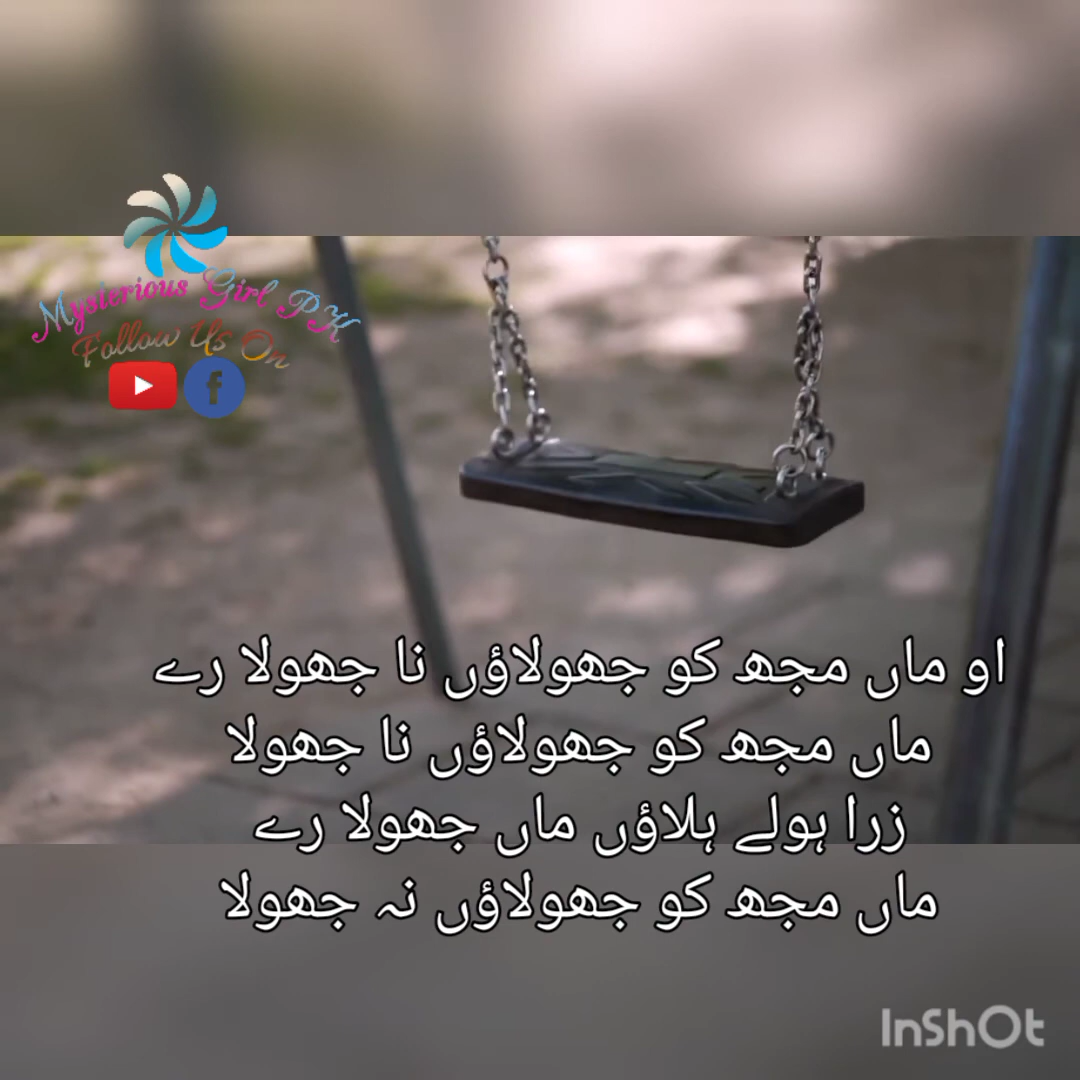 Mysterious Girl PK
Follow Us On
او ماں مجھ کو جھولاؤں نا جھولا رے
ماں مجھ کو جھولاؤں نا جھولا
زرا ہولے ہلاؤں ماں جھولا رے
ماں مجھ کو جھولاؤں نہ جھولا
InShOt